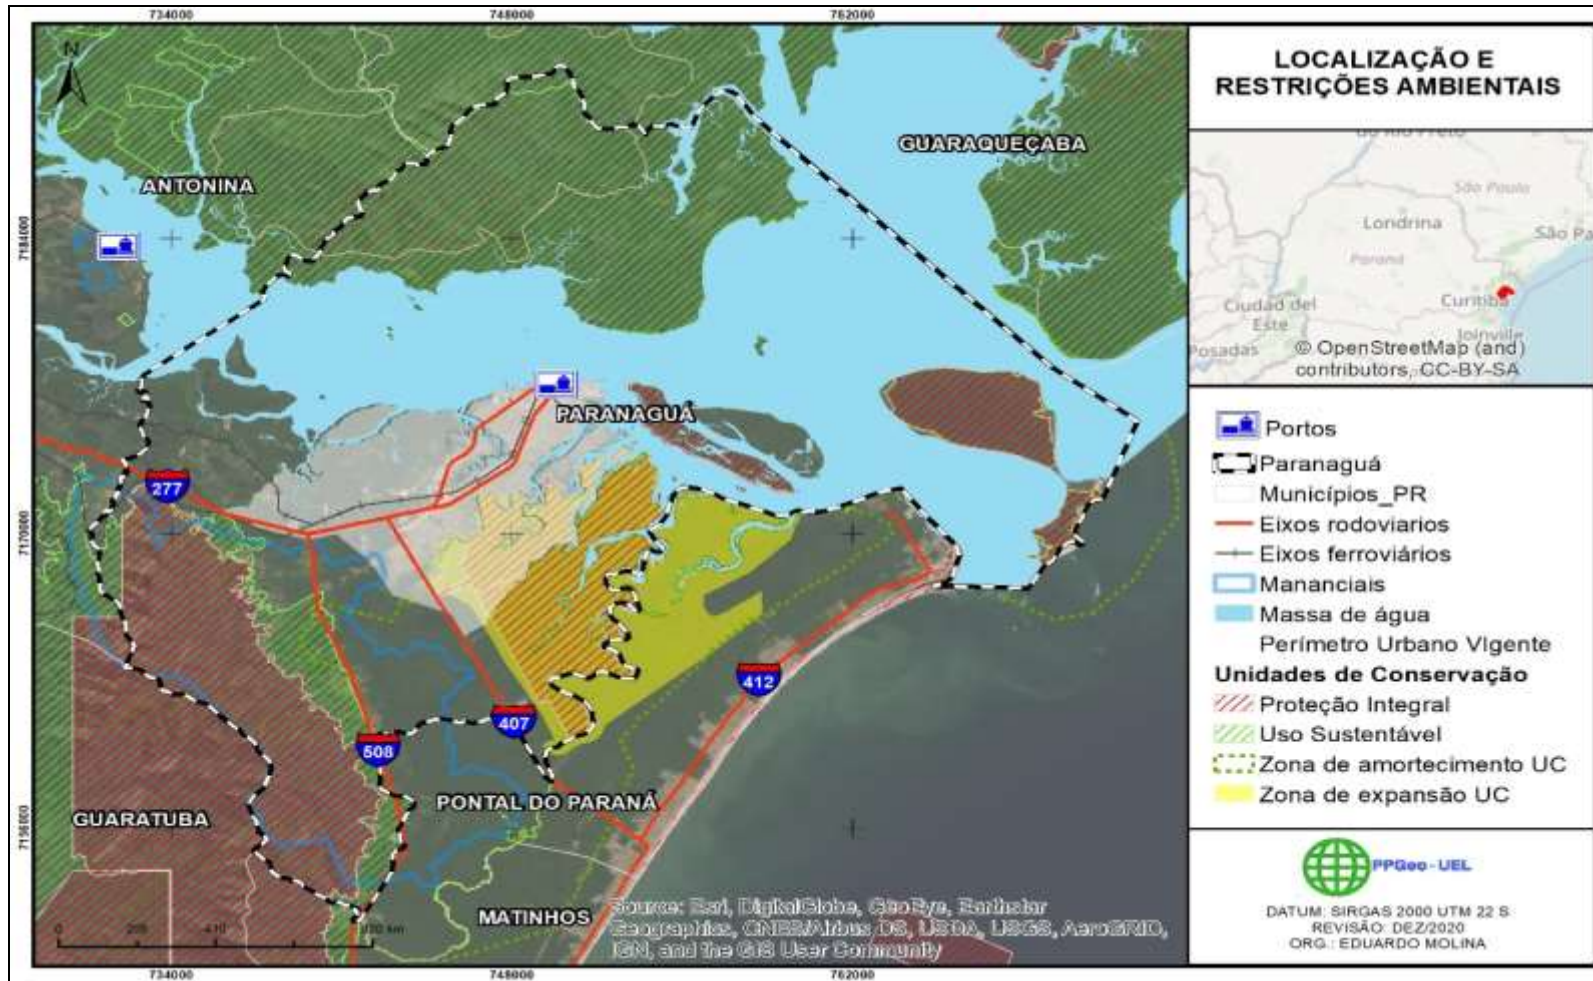 734000
748000
762000
N
LOCALIZAÇÃO E
RESTRIÇÕES AMBIENTAIS
GUARAQUEÇABA
ANTONINA
7184000
São Paulo
Londrina
São Pa
Paraná
Curitiba
Ciudad del
Este
Joinville
Posadas
© OpenStreetMap (and)
contributors, CC-BY-SA
PARANAGUÁ
Portos
Paranaguá
277
Municípios_PR
7170000
Eixos rodoviarios
Eixos ferroviários
Mananciais
Massa de água
Perímetro Urbano VIgente
Unidades de Conservação
412
Proteção Integral
407
508
Uso Sustentável
Zona de amortecimento UC
Zona de expansão UC
PONTAL DO PARANÁ
GUARATUBA
7156000
PPGeo - UEL
MATINHOS
Source: Esri, DigitalGlobe, GeoEye, Earthstar
Geographics, CNES/Airbus DS, USDA, USGS, AeroGRID,
IGN, and the GIS User Community
DATUM: SIRGAS 2000 UTM 22 S
REVISÃO: DEZ/2020
ORG.: EDUARDO MOLINA
0
410
km
734000
748000
762000